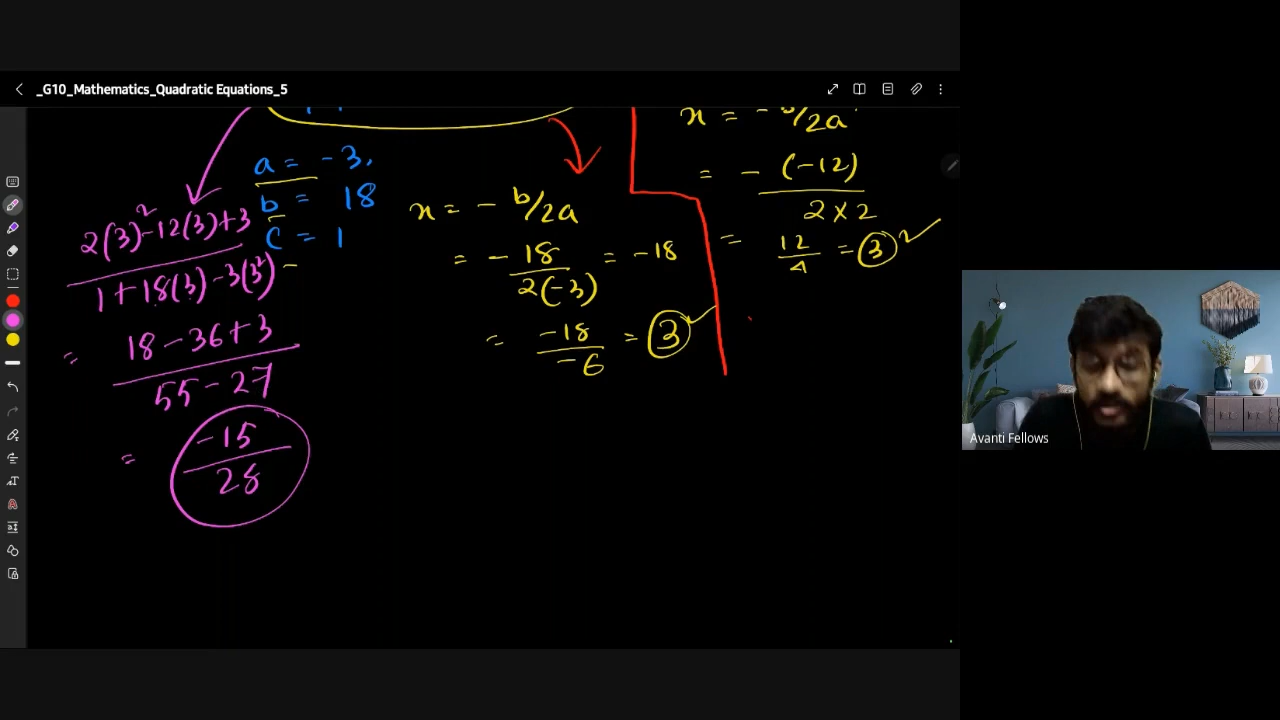 _G10_Mathematics_Quadratic Equations_5
a = -3,
b = 18
c = 1
2(3)²-12(3)+3
1+18(3)-3(3²)
= 18-36+3
55-27
= -15
28
x = - b/2a
= - 18 = -18
2(-3)
= -18 = 3
-6
x = - b/2a
= - (-12)
2×2
= 12 = 3
4
Avanti Fellows